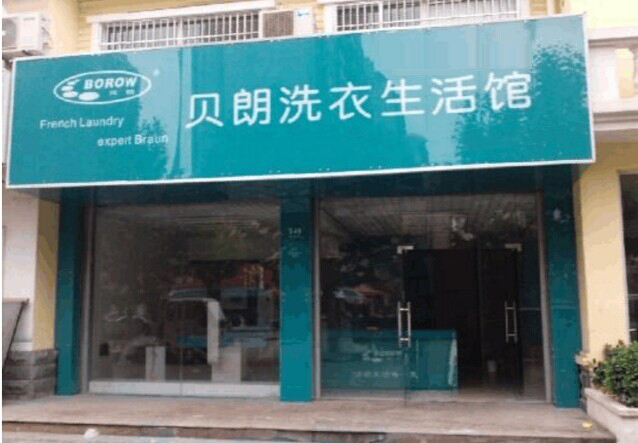 BOROW
French Laundry
expert Braun
贝朗洗衣生活馆